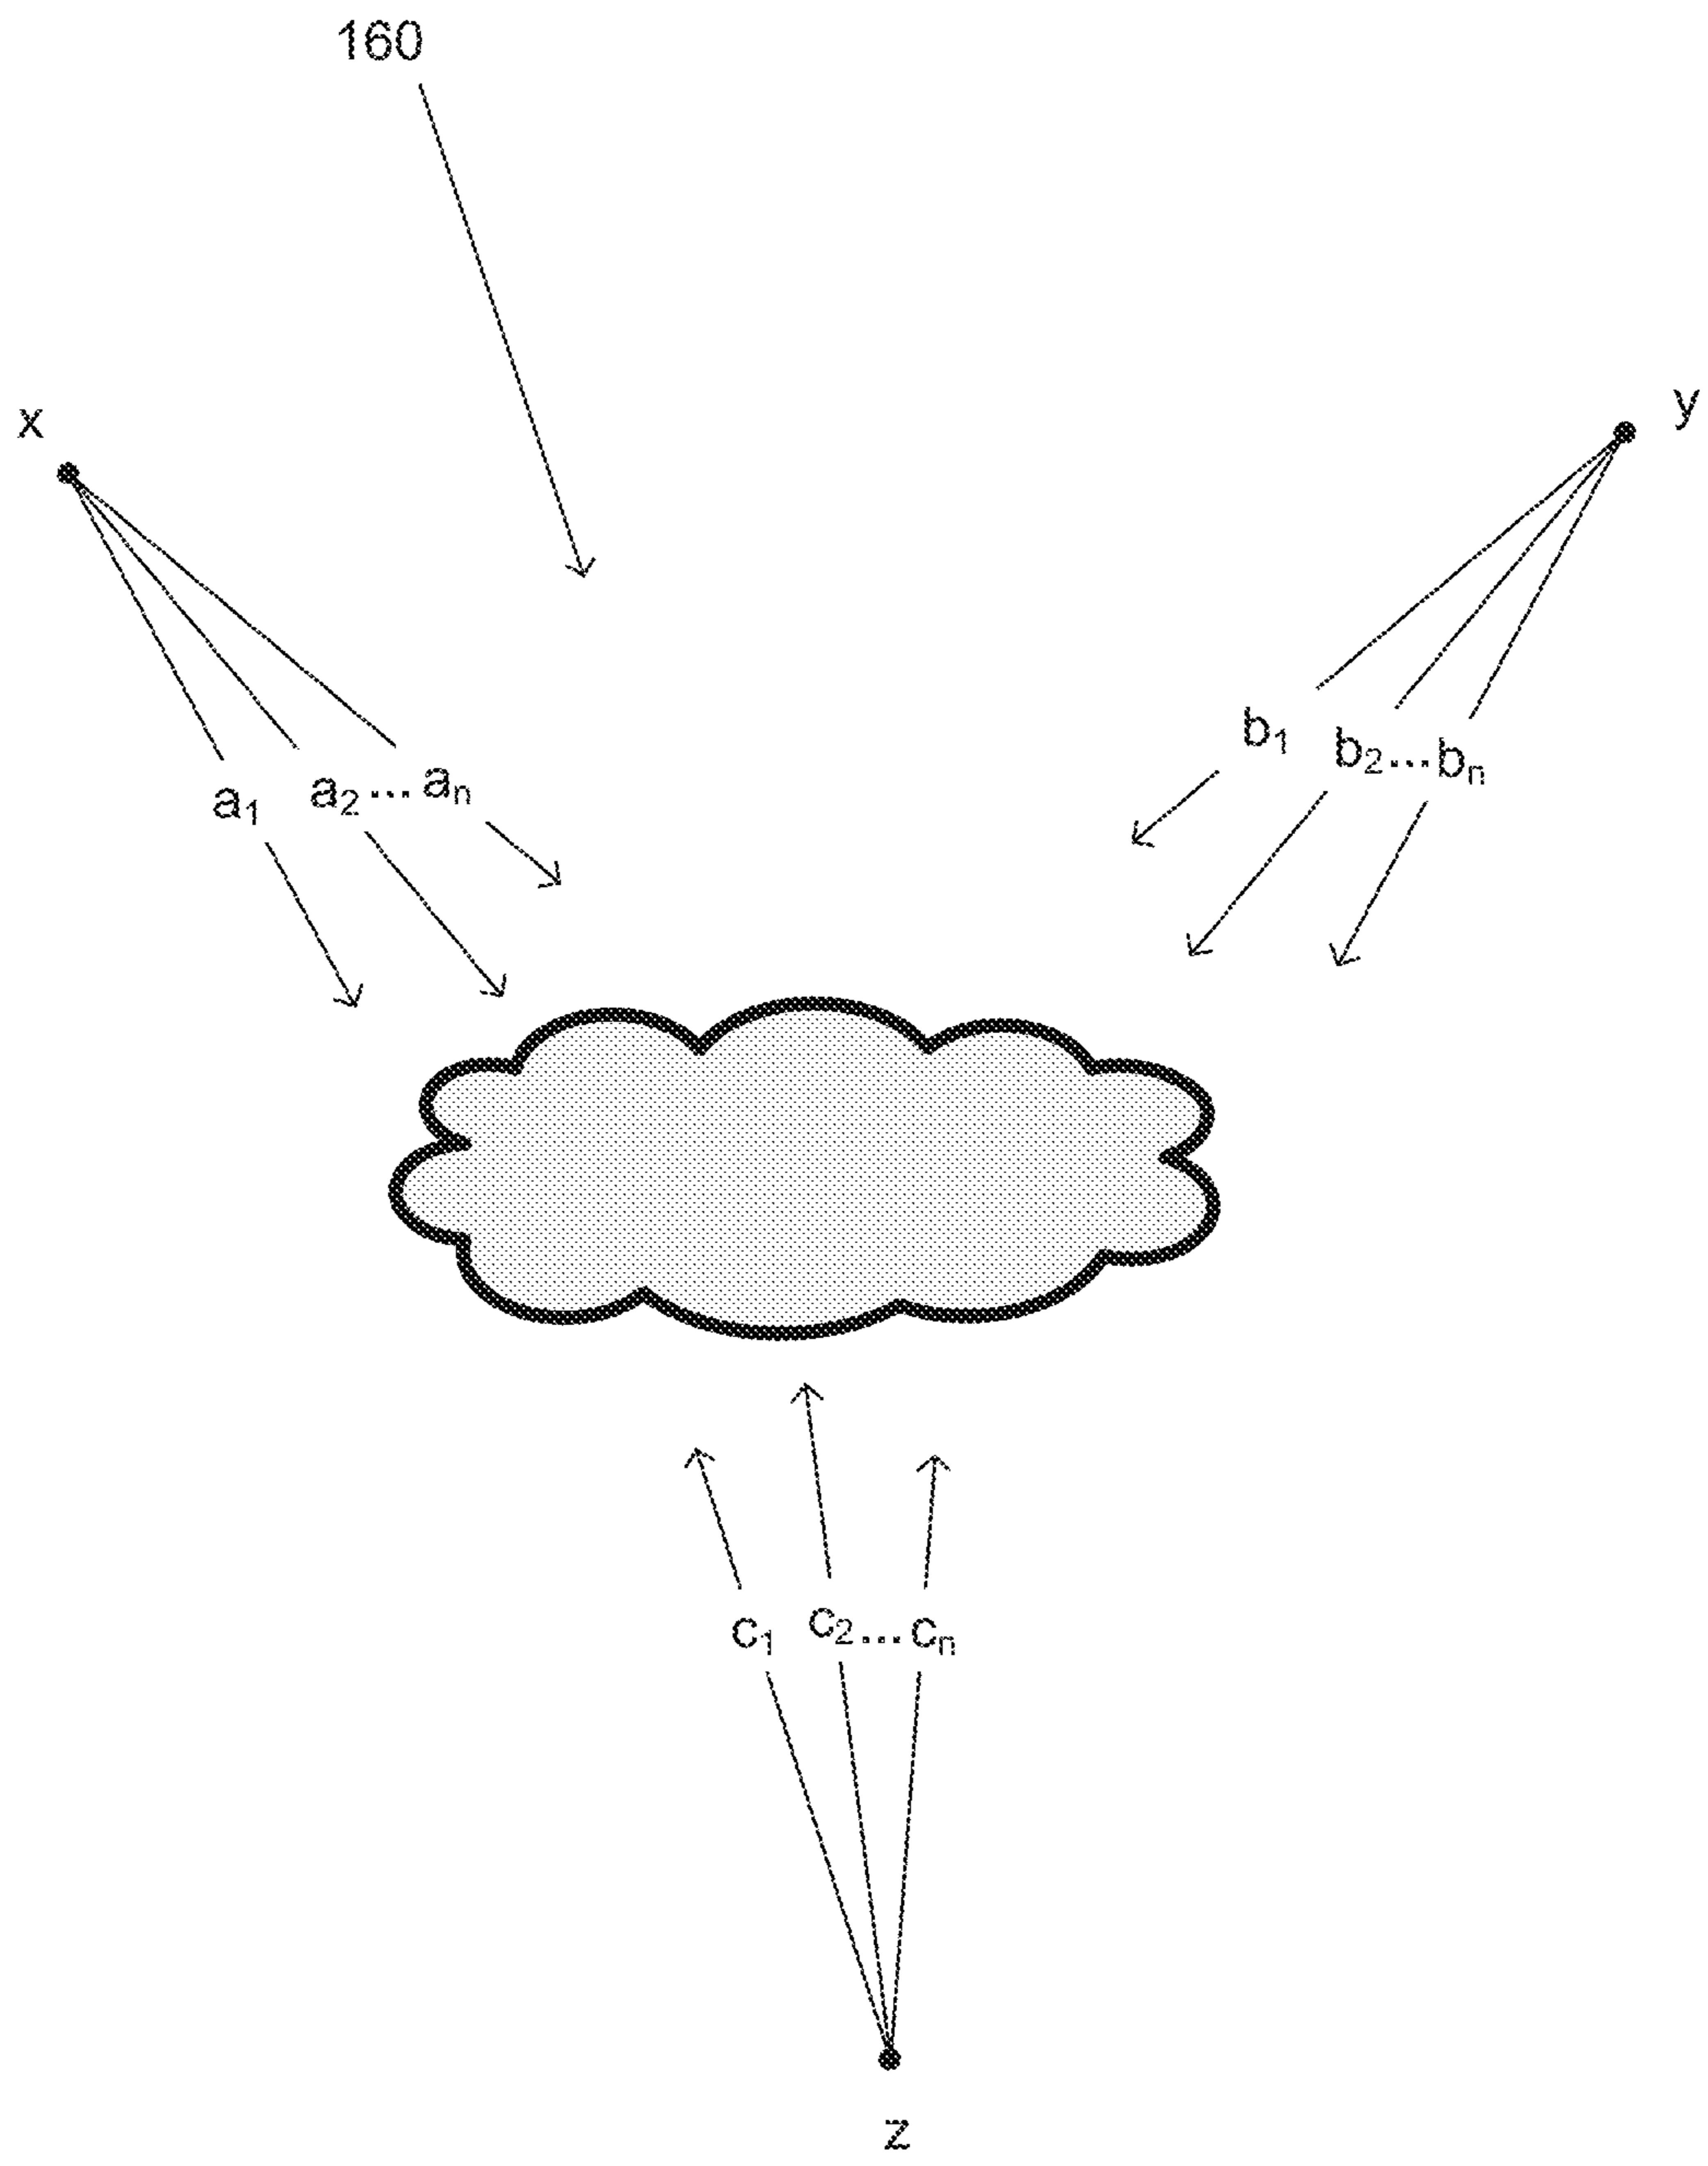 160
x
y
a₁ a₂...aₙ
b₁ b₂...bₙ
c₁ c₂...cₙ
z